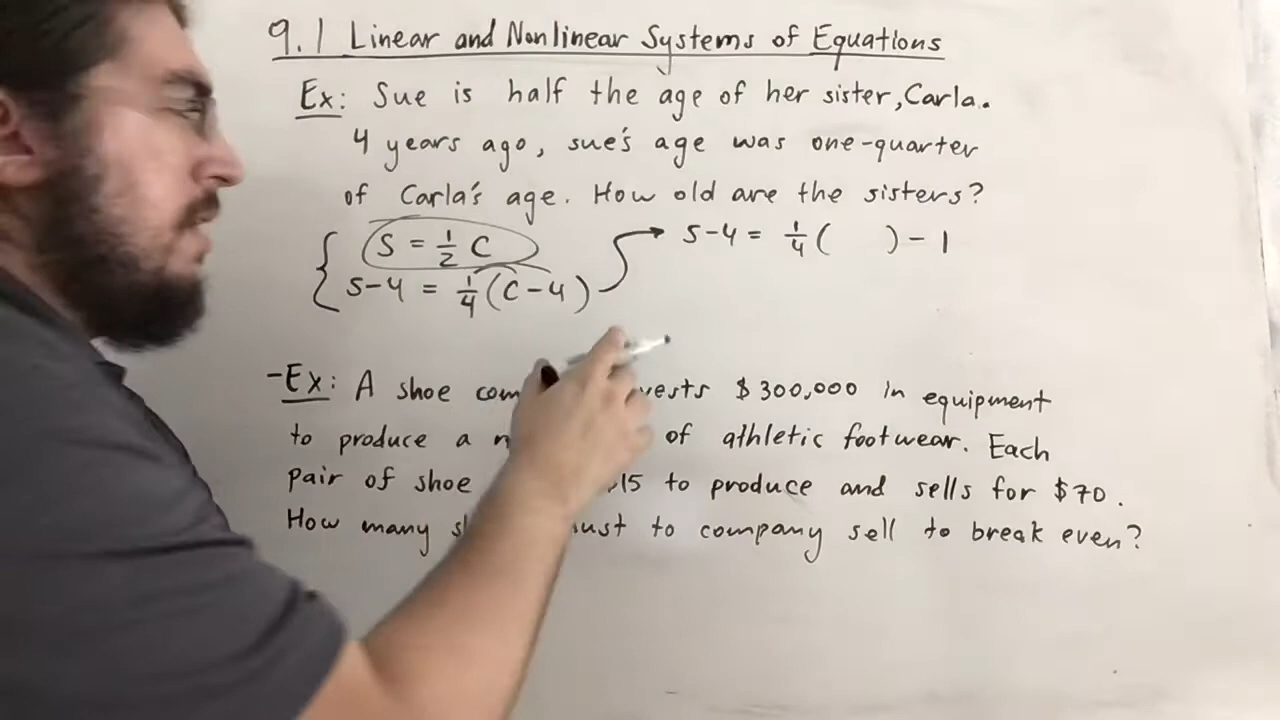 9.1 Linear and Nonlinear Systems of Equations
Ex: Sue is half the age of her sister, Carla.
4 years ago, sue's age was one-quarter
of Carla's age. How old are the sisters?
S = 1/2 C
S-4 = 1/4 (C-4)
S-4 = 1/4 ( ) - 1
-Ex: A shoe $300,000 in equipment
to produce a of athletic footwear. Each
pair of shoe 15 to produce and sells for $70.
How many to company sell to break even?